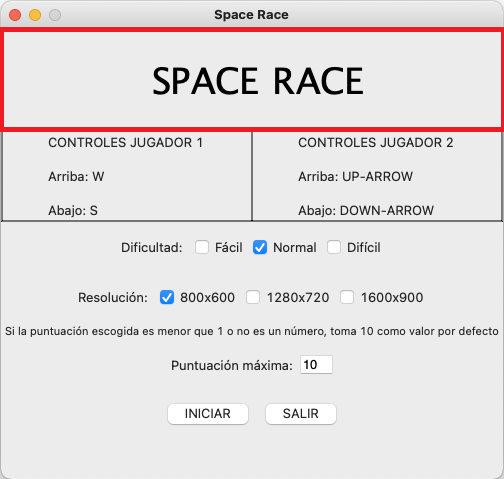 Space Race
SPACE RACE
CONTROLES JUGADOR 1
CONTROLES JUGADOR 2
Arriba: W
Arriba: UP-ARROW
Abajo: S
Abajo: DOWN-ARROW
Dificultad: Fácil Normal Difícil
Resolución: 800x600 1280x720 1600x900
Si la puntuación escogida es menor que 1 o no es un número, toma 10 como valor por defecto
Puntuación máxima: 10
INICIAR SALIR